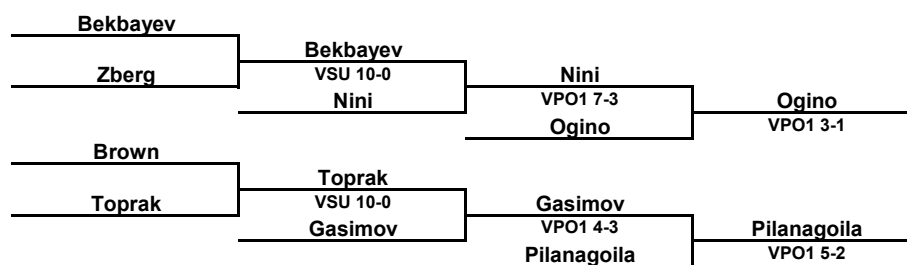 Bekbayev
Zberg
Bekbayev
VSU 10-0
Nini
Nini
VPO1 7-3
Ogino
Ogino
VPO1 3-1
Brown
Toprak
Toprak
VSU 10-0
Gasimov
Gasimov
VPO1 4-3
Pilanagoila
Pilanagoila
VPO1 5-2